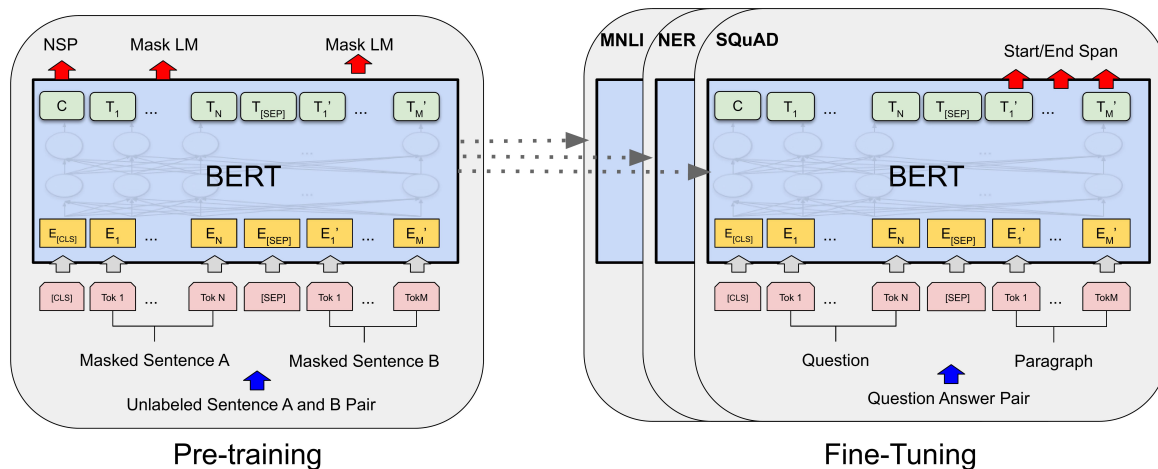 NSP Mask LM Mask LM
C T1 ... TN T[SEP] T1' ... TM'
...
BERT
...
E[CLS] E1 ... EN E[SEP] E1' ... EM'
[CLS] Tok 1 ... Tok N [SEP] Tok 1 ... TokM
Masked Sentence A Masked Sentence B
Unlabeled Sentence A and B Pair
Pre-training
MNLI NER SQuAD
Start/End Span
C T1 ... TN T[SEP] T1' ... TM'
...
BERT
...
E[CLS] E1 ... EN E[SEP] E1' ... EM'
[CLS] Tok 1 ... Tok N [SEP] Tok 1 ... TokM
Question Paragraph
Question Answer Pair
Fine-Tuning